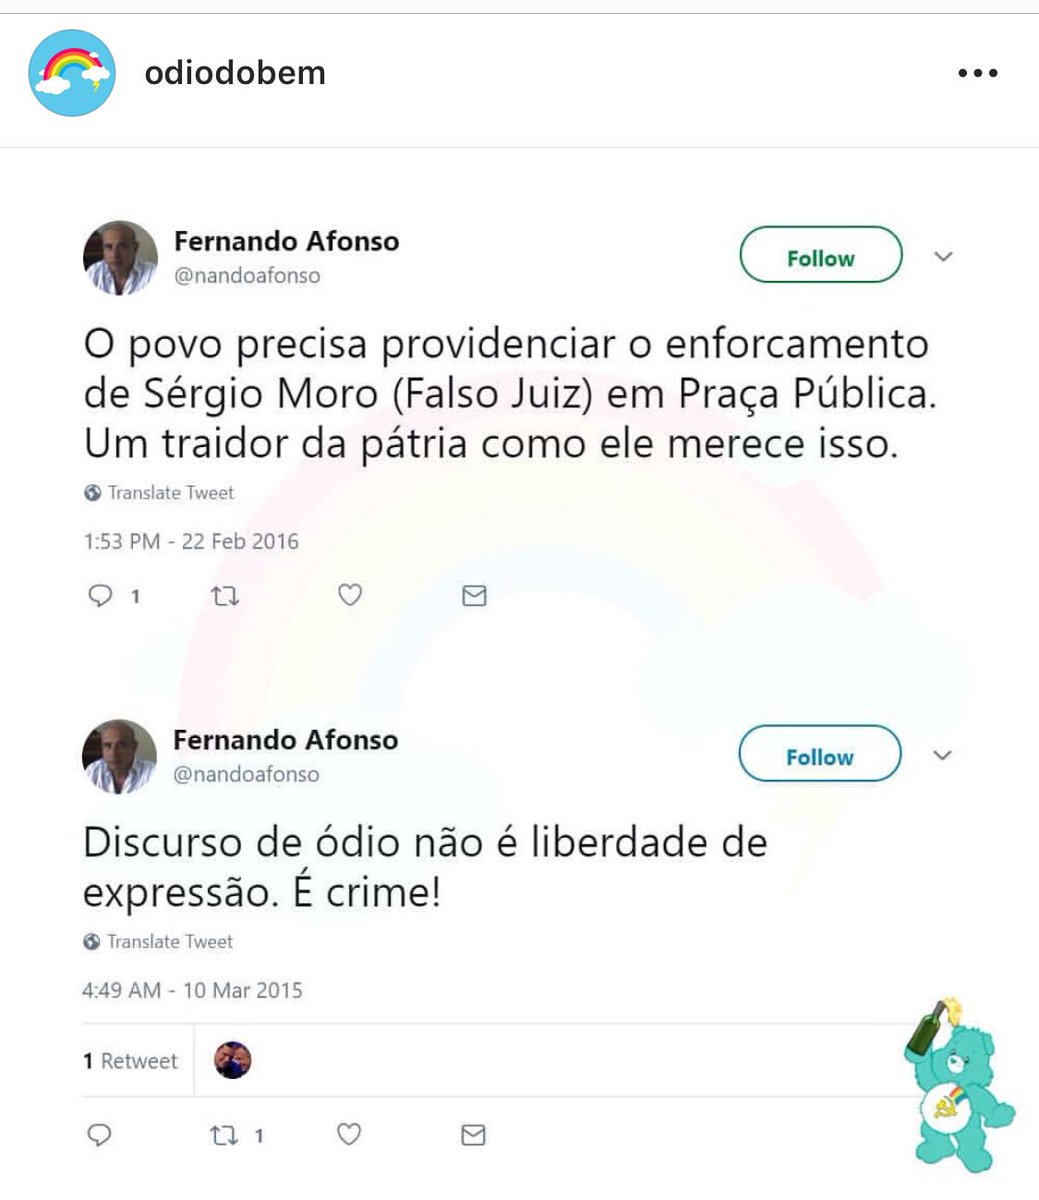 odiodobem
Fernando Afonso
@nandoafonso
Follow
O povo precisa providenciar o enforcamento
de Sérgio Moro (Falso Juiz) em Praça Pública.
Um traidor da pátria como ele merece isso.
Translate Tweet
1:53 PM - 22 Feb 2016
1
Fernando Afonso
@nandoafonso
Follow
Discurso de ódio não é liberdade de
expressão. É crime!
Translate Tweet
4:49 AM - 10 Mar 2015
1 Retweet
1